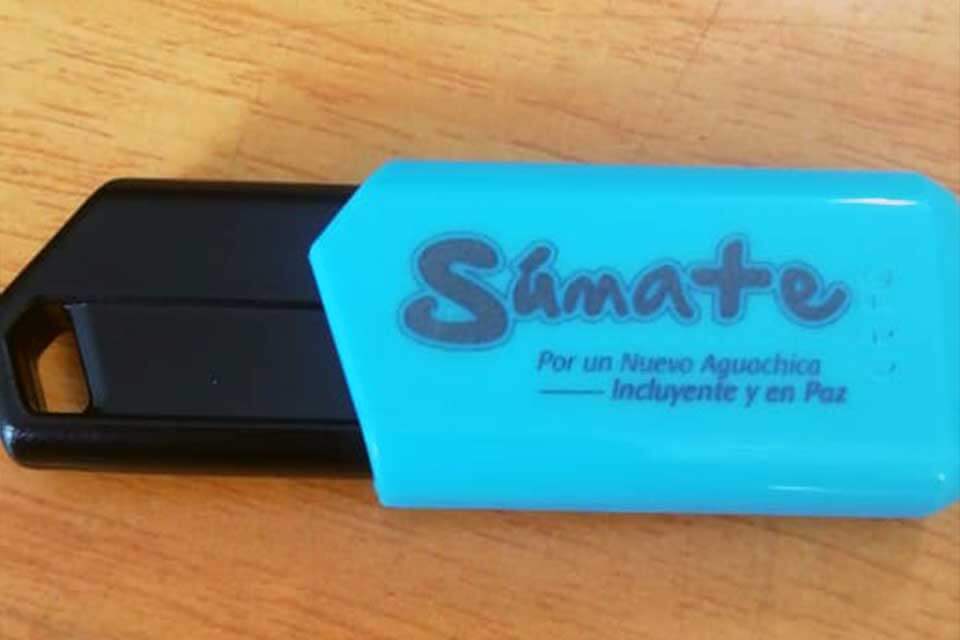 Súmate
Por un Nuevo Aguachica
Incluyente y en Paz